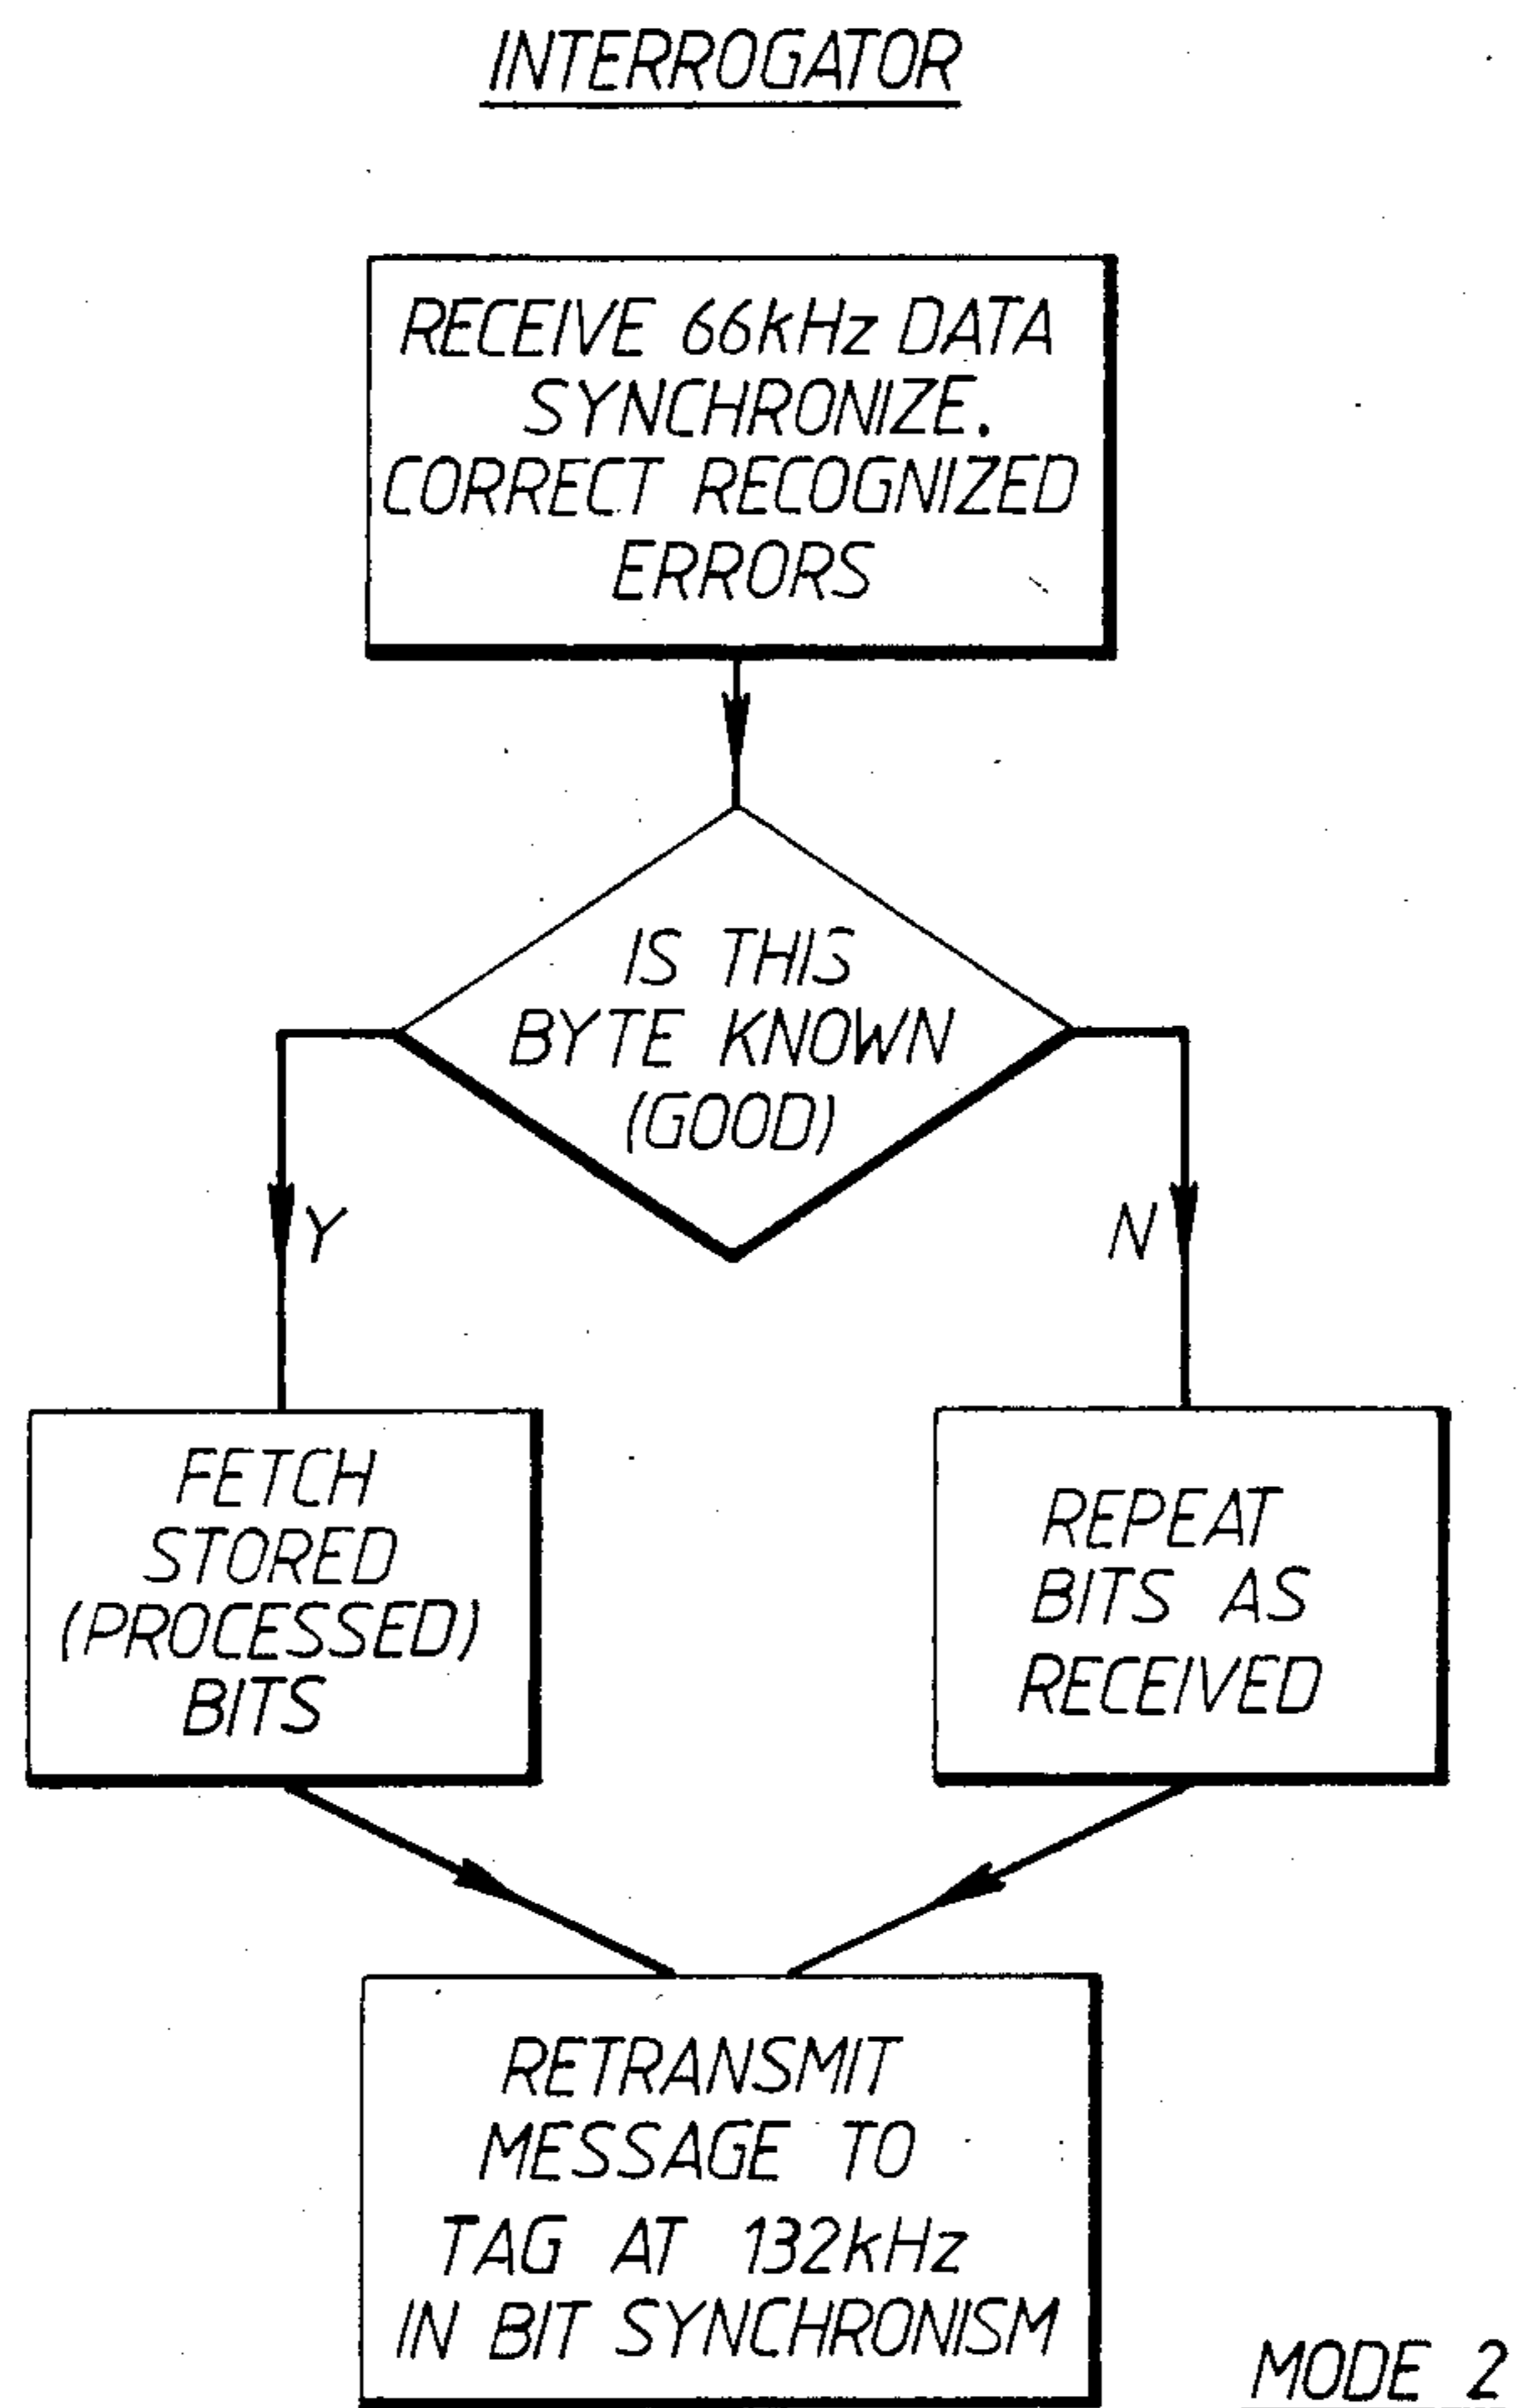 INTERROGATOR
RECEIVE 66kHz DATA
SYNCHRONIZE.
CORRECT RECOGNIZED
ERRORS
IS THIS
BYTE KNOWN
(GOOD)
Y
N
FETCH
STORED
(PROCESSED)
BITS
REPEAT
BITS AS
RECEIVED
RETRANSMIT
MESSAGE TO
TAG AT 132kHz
IN BIT SYNCHRONISM
MODE 2